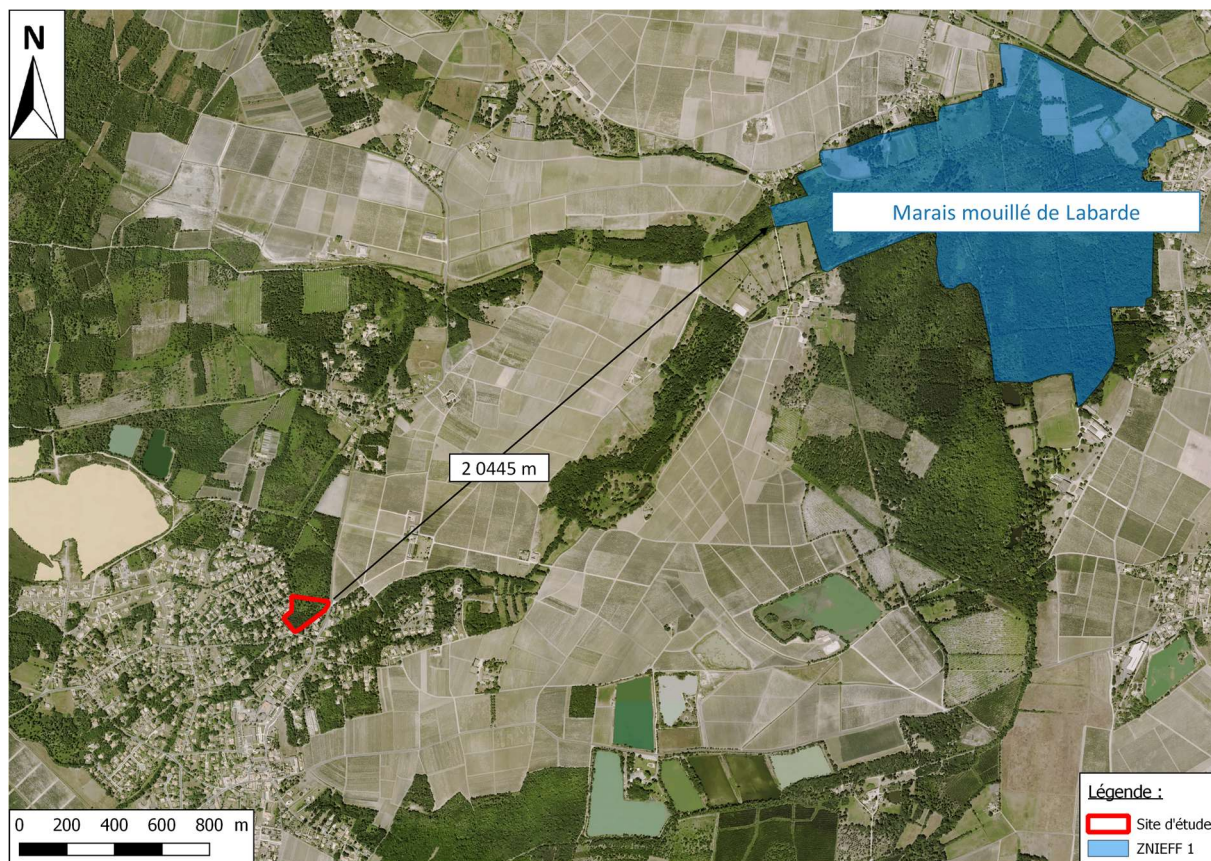 N
Marais mouillé de Labarde
2 0445 m
0 200 400 600 800 m
Légende :
Site d'étude
ZNIEFF 1